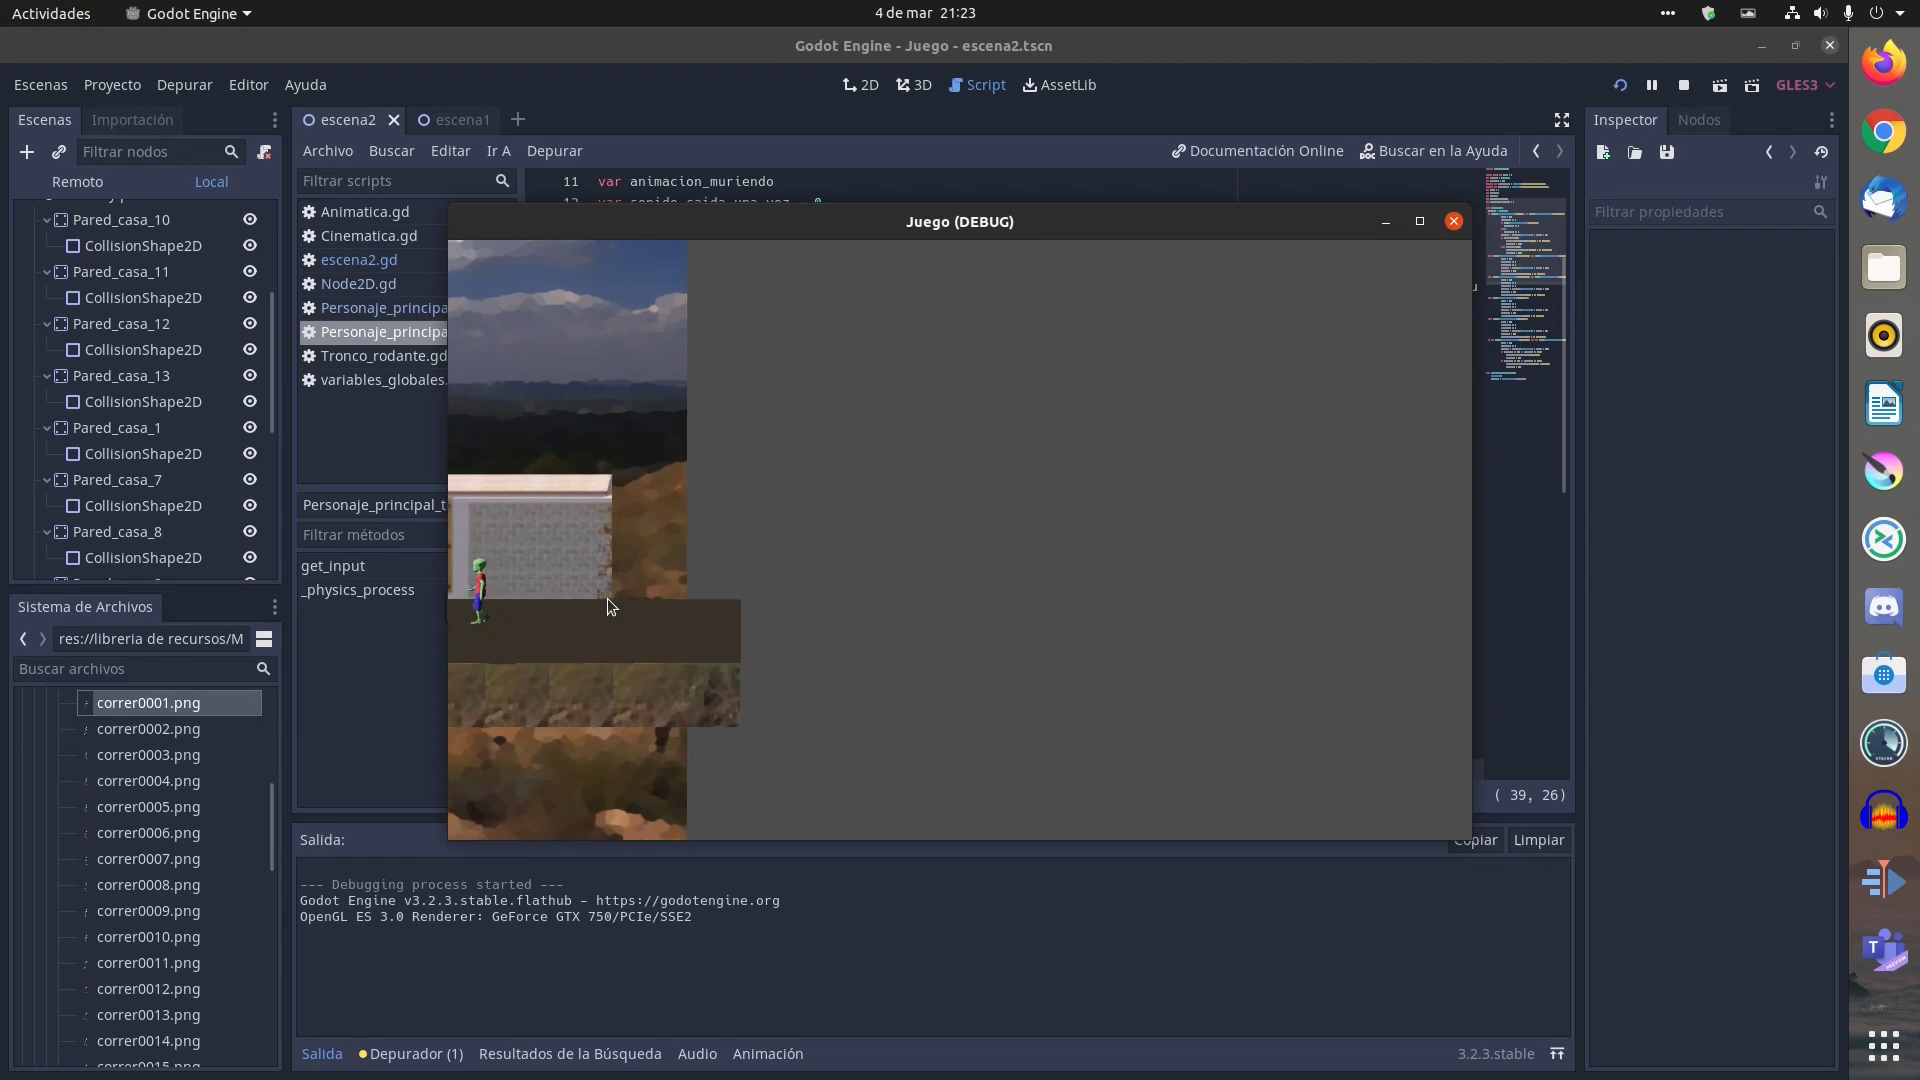 Actividades
Godot Engine
4 de mar 21:23
Godot Engine - Juego - escena2.tscn
Escenas Proyecto Depurar Editor Ayuda
2D 3D Script AssetLib
GLES3
Escenas Importación
Filtrar nodos
Remoto Local
Pared_casa_10
CollisionShape2D
Pared_casa_11
CollisionShape2D
Pared_casa_12
CollisionShape2D
Pared_casa_13
CollisionShape2D
Pared_casa_1
CollisionShape2D
Pared_casa_7
CollisionShape2D
Pared_casa_8
CollisionShape2D
Sistema de Archivos
res://libreria de recursos/M
Buscar archivos
correr0001.png
correr0002.png
correr0003.png
correr0004.png
correr0005.png
correr0006.png
correr0007.png
correr0008.png
correr0009.png
correr0010.png
correr0011.png
correr0012.png
correr0013.png
correr0014.png
correr0015.png
escena2 escena1
Archivo Buscar Editar Ir A Depurar
Documentación Online Buscar en la Ayuda
Filtrar scripts
Animatica.gd
Cinematica.gd
escena2.gd
Node2D.gd
Personaje_principa
Personaje_principa
Tronco_rodante.gd
variables_globales.
Personaje_principal_t
Filtrar métodos
get_input
_physics_process
11 var animacion_muriendo
Juego (DEBUG)
( 39, 26)
Salida:
Copiar Limpiar
--- Debugging process started ---
Godot Engine v3.2.3.stable.flathub - https://godotengine.org
OpenGL ES 3.0 Renderer: GeForce GTX 750/PCIe/SSE2
Salida Depurador (1) Resultados de la Búsqueda Audio Animación
3.2.3.stable
Inspector Nodos
Filtrar propiedades
STACER
T
PREVIEW